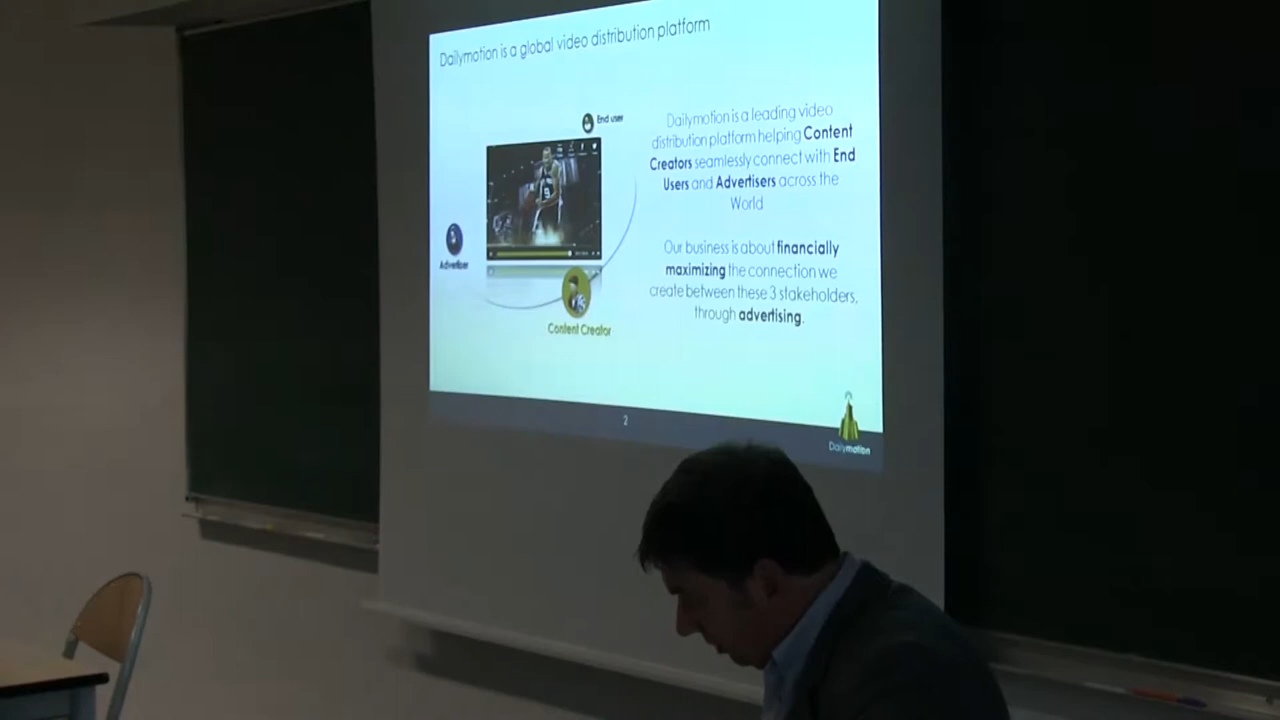 Dailymotion is a global video distribution platform
End user
Advertiser
Content Creator
Dailymotion is a leading video
distribution platform helping Content
Creators seamlessly connect with End
Users and Advertisers across the
World
Our business is about financially
maximizing the connection we
create between these 3 stakeholders,
through advertising.
2
Dailymotion